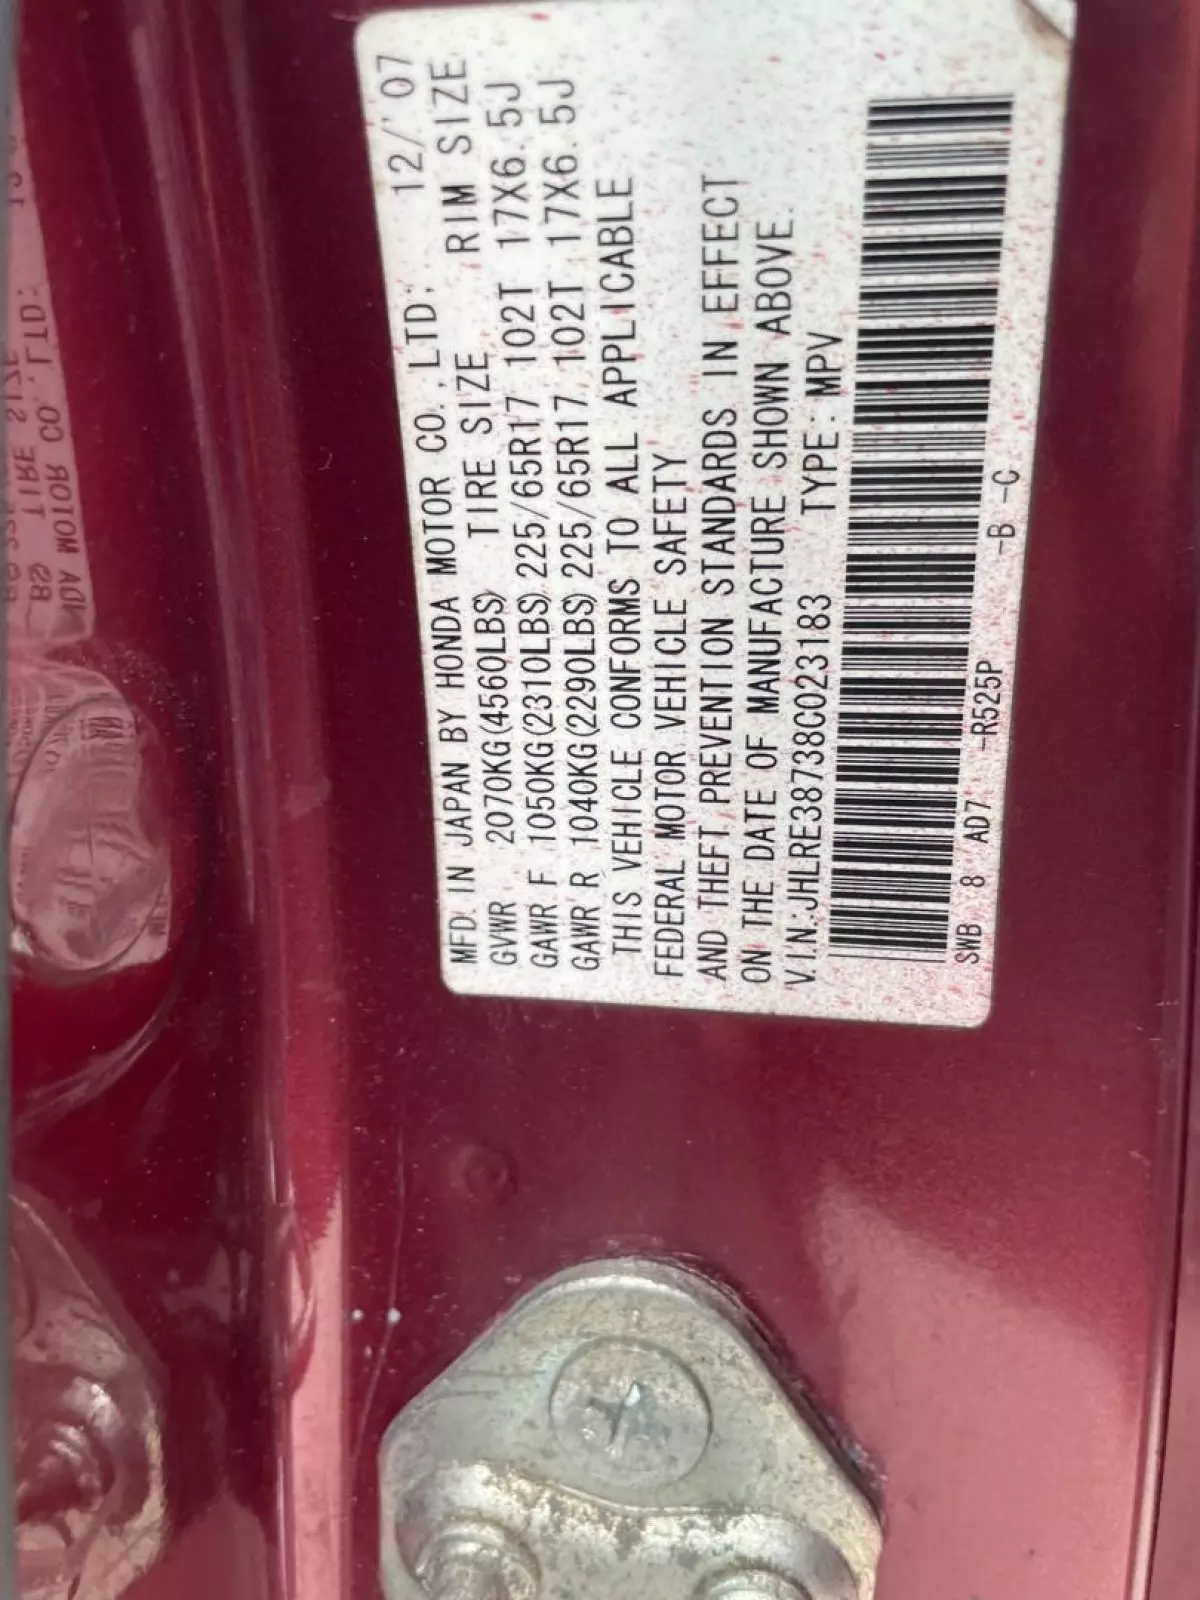 MFD IN JAPAN BY HONDA MOTOR CO.,LTD: 12/'07
GVWR 2070KG(4560LBS) TIRE SIZE RIM SIZE
GAWR F 1050KG(2310LBS) 225/65R17 102T 17X6.5J
GAWR R 1040KG(2290LBS) 225/65R17 102T 17X6.5J
THIS VEHICLE CONFORMS TO ALL APPLICABLE
FEDERAL MOTOR VEHICLE SAFETY
AND THEFT PREVENTION STANDARDS IN EFFECT
ON THE DATE OF MANUFACTURE SHOWN ABOVE.
V.I.N:JHLRE38738C023183 TYPE:MPV
SWB 8 AD7 -R525P -B -C